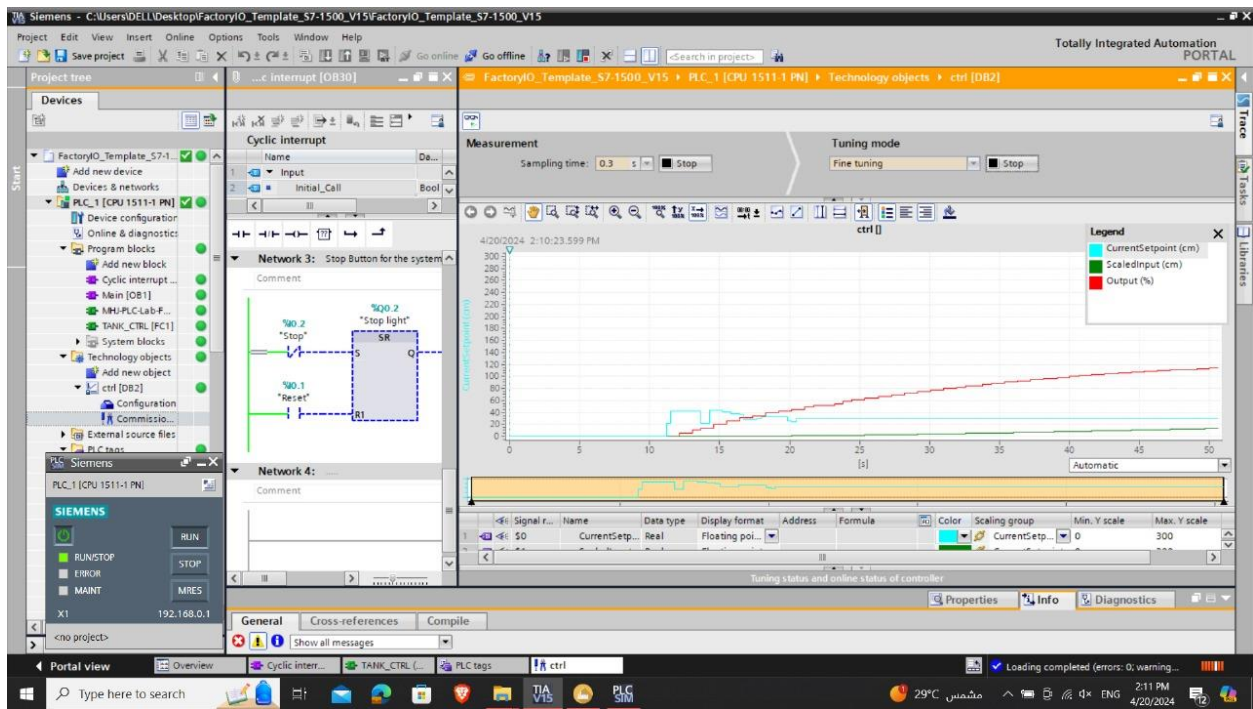 Siemens - C:\Users\DELL\Desktop\FactoryIO_Template_S7-1500_V15\FactoryIO_Template_S7-1500_V15
Project Edit View Insert Online Options Tools Window Help
Totally Integrated Automation
PORTAL
Save project
Go online
Go offline
<Search in project>
Project tree
...c interrupt [OB30]
FactoryIO_Template_S7-1500_V15 ▸ PLC_1 [CPU 1511-1 PN] ▸ Technology objects ▸ ctrl [DB2]
Devices
Start
FactoryIO_Template_S7-1...
Add new device
Devices & networks
PLC_1 [CPU 1511-1 PN]
Device configuration
Online & diagnostics
Program blocks
Add new block
Cyclic interrupt ...
Main [OB1]
MHJ-PLC-Lab-F...
TANK_CTRL [FC1]
System blocks
Technology objects
Add new object
ctrl [DB2]
Configuration
Commissio...
External source files
PLC tags
Siemens
PLC_1 [CPU 1511-1 PN]
SIEMENS
RUN
RUN/STOP
STOP
ERROR
MAINT
MRES
X1 192.168.0.1
<no project>
Cyclic interrupt
Name Da...
1 Input
2 Initial_Call Bool
Network 3: Stop Button for the system
Comment
%Q0.2
"Stop light"
%I0.2
"Stop"
SR
S Q
%I0.1
"Reset"
R1
Network 4: .....
Comment
Measurement
Sampling time: 0.3 s Stop
Tuning mode
Fine tuning Stop
ctrl []
4/20/2024 2:10:23.599 PM
Legend
CurrentSetpoint (cm)
ScaledInput (cm)
Output (%)
CurrentSetpoint (cm)
300
280
260
240
220
200
180
160
140
120
100
80
60
40
20
0
0 5 10 15 20 25 30 35 40 45 50
[s]
Automatic
Signal r... Name Data type Display format Address Formula Color Scaling group Min. Y scale Max. Y scale
1 $0 CurrentSetp... Real Floating poi... CurrentSetp... 0 300
Tuning status and online status of controller
Properties Info Diagnostics
General Cross-references Compile
Show all messages
Trace
Tasks
Libraries
Portal view Overview Cyclic interr... TANK_CTRL (... PLC tags ctrl
Loading completed (errors: 0; warning...
Type here to search
TIA V15
PLC SIM
29°C مشمس
ENG
2:11 PM
4/20/2024
12